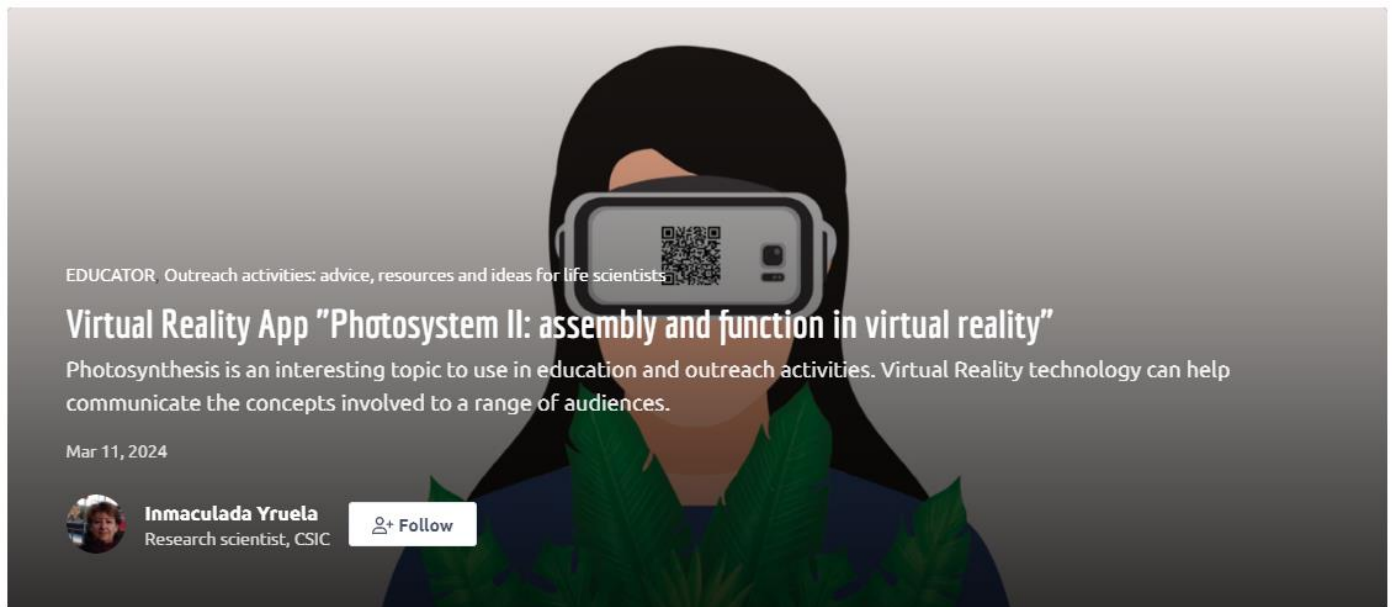 EDUCATOR, Outreach activities: advice, resources and ideas for life scientists
Virtual Reality App "Photosystem II: assembly and function in virtual reality"
Photosynthesis is an interesting topic to use in education and outreach activities. Virtual Reality technology can help
communicate the concepts involved to a range of audiences.
Mar 11, 2024
Inmaculada Yruela
Research scientist, CSIC
Follow